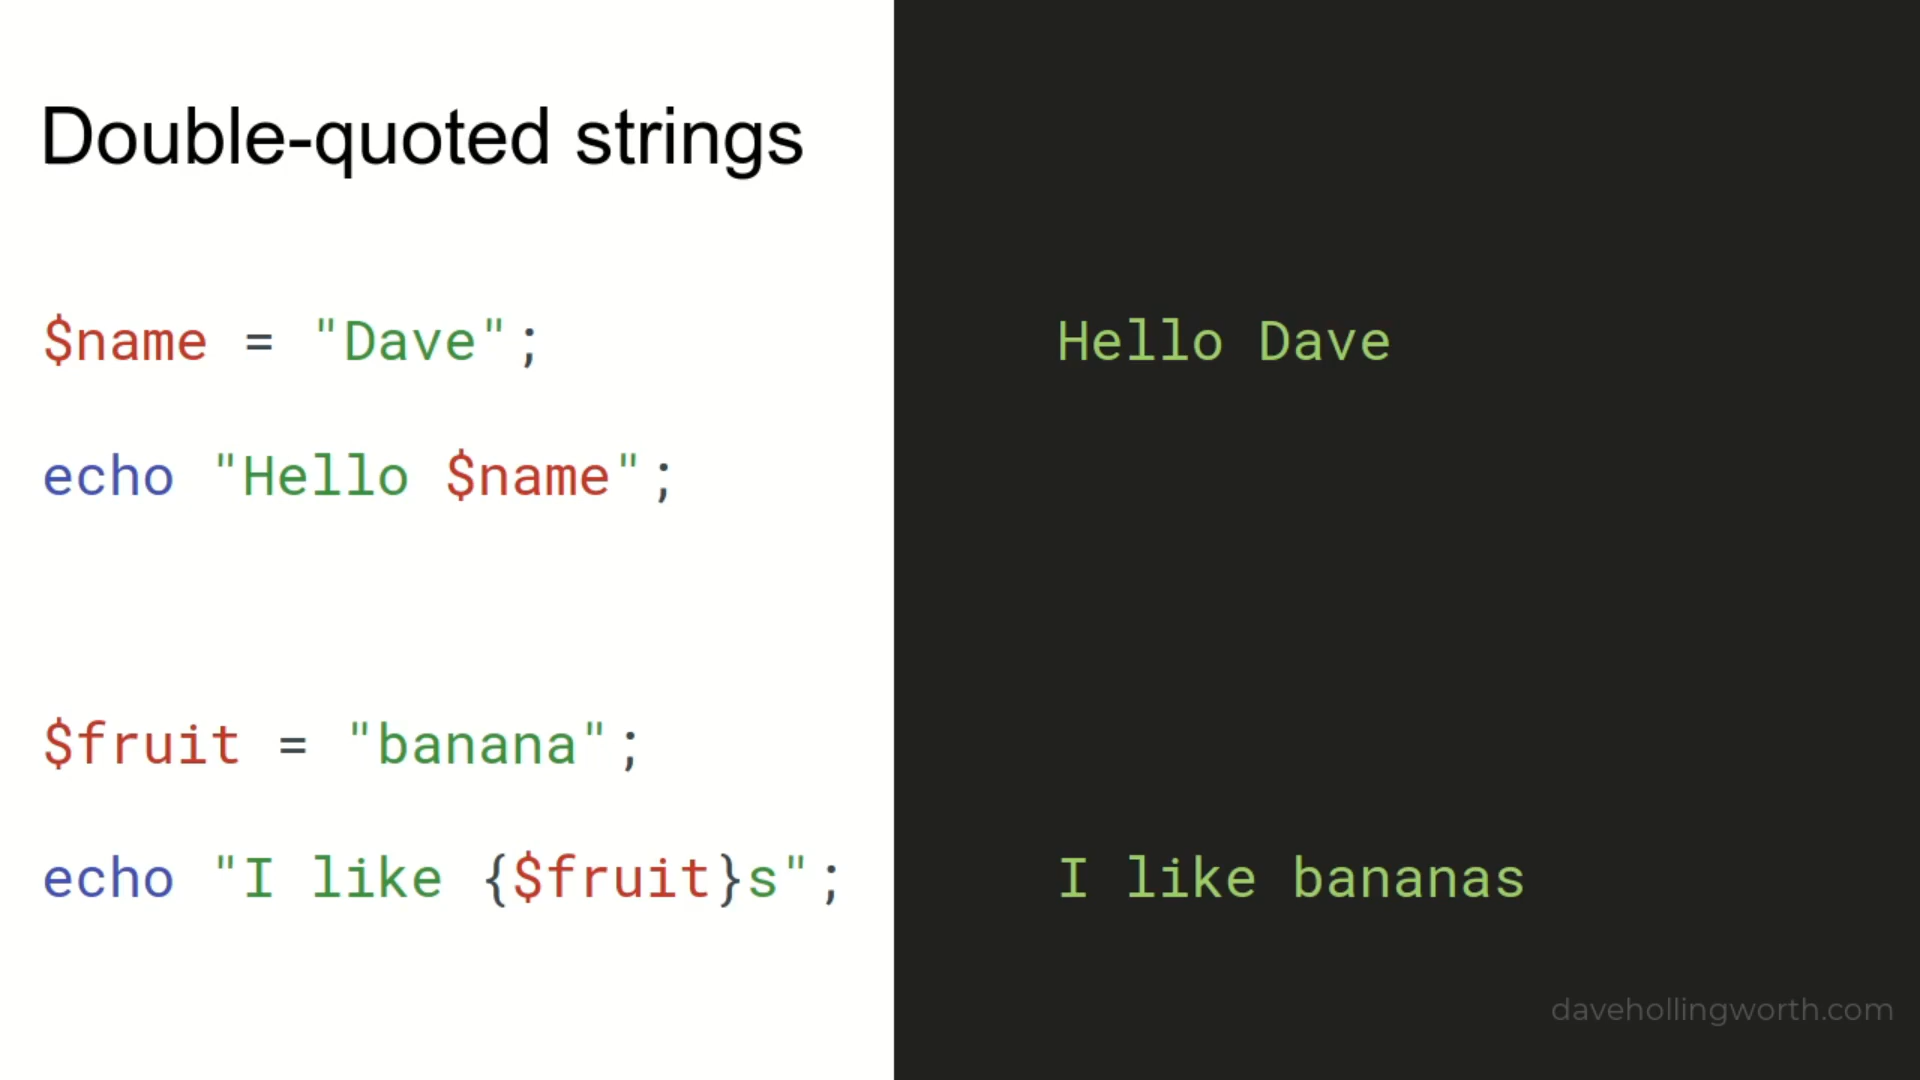 Double-quoted strings
$name = "Dave";
echo "Hello $name";
$fruit = "banana";
echo "I like {$fruit}s";
Hello Dave
I like bananas
davehollingworth.com